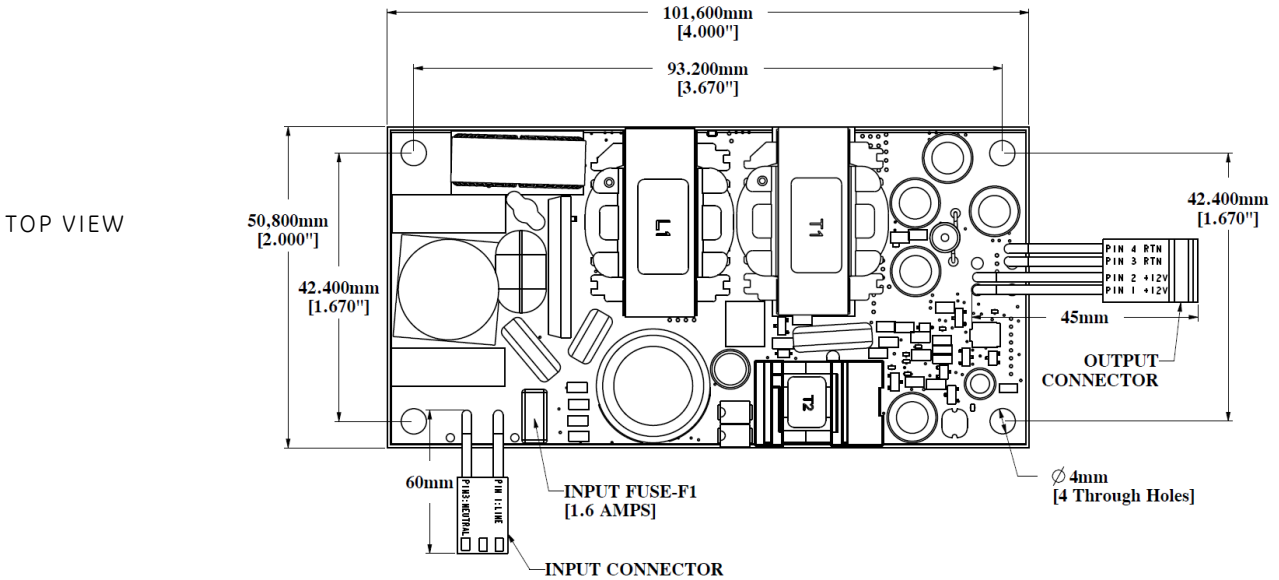 101,600mm
[4.000"]
93.200mm
[3.670"]
TOP VIEW
50,800mm
[2.000"]
42.400mm
[1.670"]
42.400mm
[1.670"]
L1
T1
PIN 4 RTN
PIN 3 RTN
PIN 2 +12V
PIN 1 +12V
45mm
OUTPUT
CONNECTOR
T2
60mm
PIN 1:LINE
PIN3:NEUTRAL
INPUT FUSE-F1
[1.6 AMPS]
∅ 4mm
[4 Through Holes]
INPUT CONNECTOR